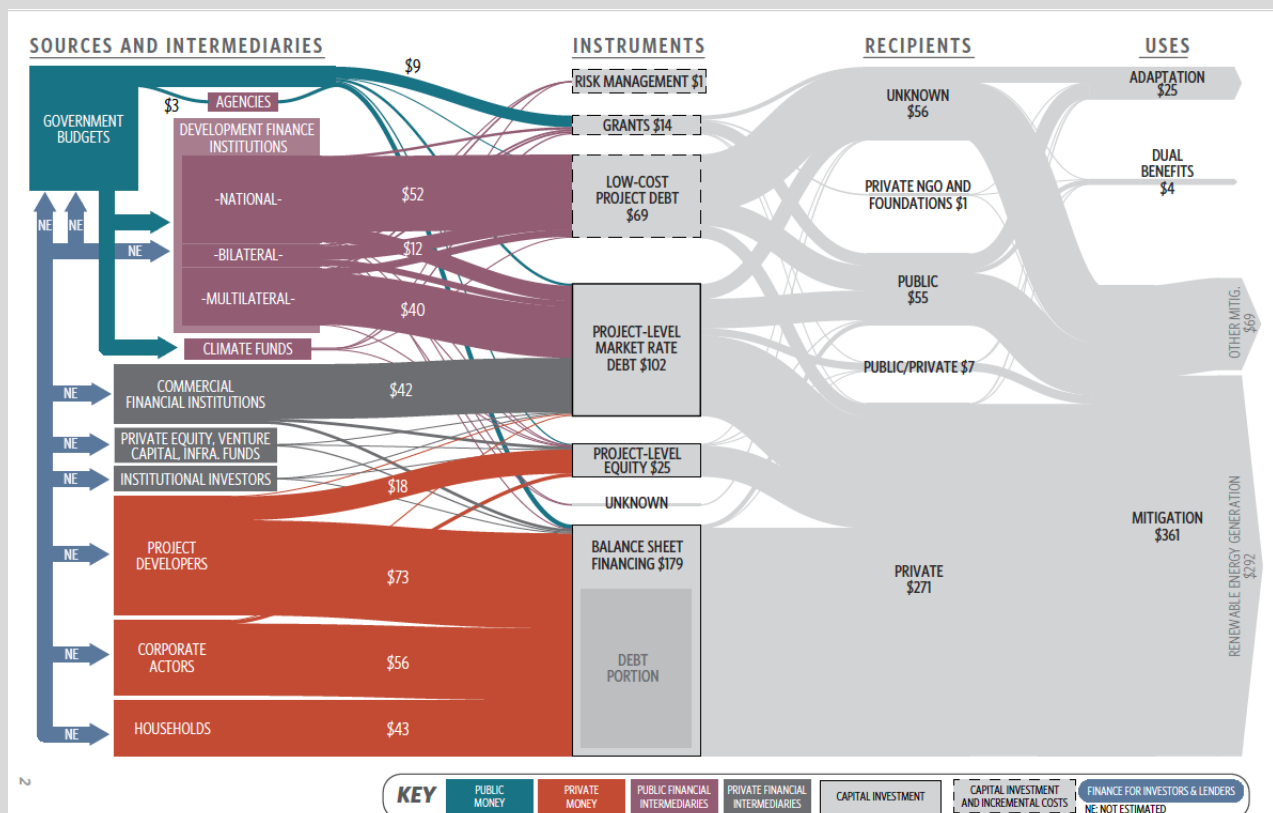 SOURCES AND INTERMEDIARIES
INSTRUMENTS
RECIPIENTS
USES
GOVERNMENT
BUDGETS
$3
AGENCIES
$9
DEVELOPMENT FINANCE
INSTITUTIONS
-NATIONAL-
$52
-BILATERAL-
$12
-MULTILATERAL-
$40
CLIMATE FUNDS
NE
NE
NE
COMMERCIAL
FINANCIAL INSTITUTIONS
$42
NE
PRIVATE EQUITY, VENTURE
CAPITAL, INFRA. FUNDS
NE
INSTITUTIONAL INVESTORS
NE
$18
PROJECT
DEVELOPERS
NE
$73
CORPORATE
ACTORS
NE
$56
HOUSEHOLDS
NE
$43
RISK MANAGEMENT $1
GRANTS $14
LOW-COST
PROJECT DEBT
$69
PROJECT-LEVEL
MARKET RATE
DEBT $102
PROJECT-LEVEL
EQUITY $25
UNKNOWN
BALANCE SHEET
FINANCING $179
DEBT
PORTION
UNKNOWN
$56
PRIVATE NGO AND
FOUNDATIONS $1
PUBLIC
$55
PUBLIC/PRIVATE $7
PRIVATE
$271
ADAPTATION
$25
DUAL
BENEFITS
$4
MITIGATION
$361
OTHER MITIG.
$69
RENEWABLE ENERGY GENERATION
$292
2
KEY
PUBLIC
MONEY
PRIVATE
MONEY
PUBLIC FINANCIAL
INTERMEDIARIES
PRIVATE FINANCIAL
INTERMEDIARIES
CAPITAL INVESTMENT
CAPITAL INVESTMENT
AND INCREMENTAL COSTS
FINANCE FOR INVESTORS & LENDERS
NE: NOT ESTIMATED